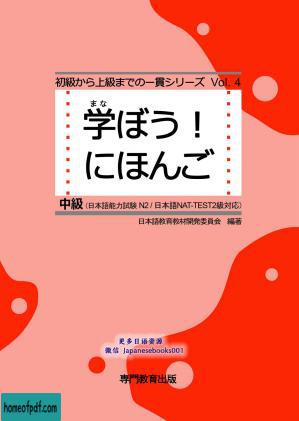 初級から上級までの一貫シリーズ Vol. 4
まな
学ぼう！
にほんご
中級（日本語能力試験 N2 / 日本語NAT-TEST2級対応）
日本語教育教材開発委員会 編著
更多日语资源
微信 Japanesebooks001
専門教育出版
homeofpdf.com